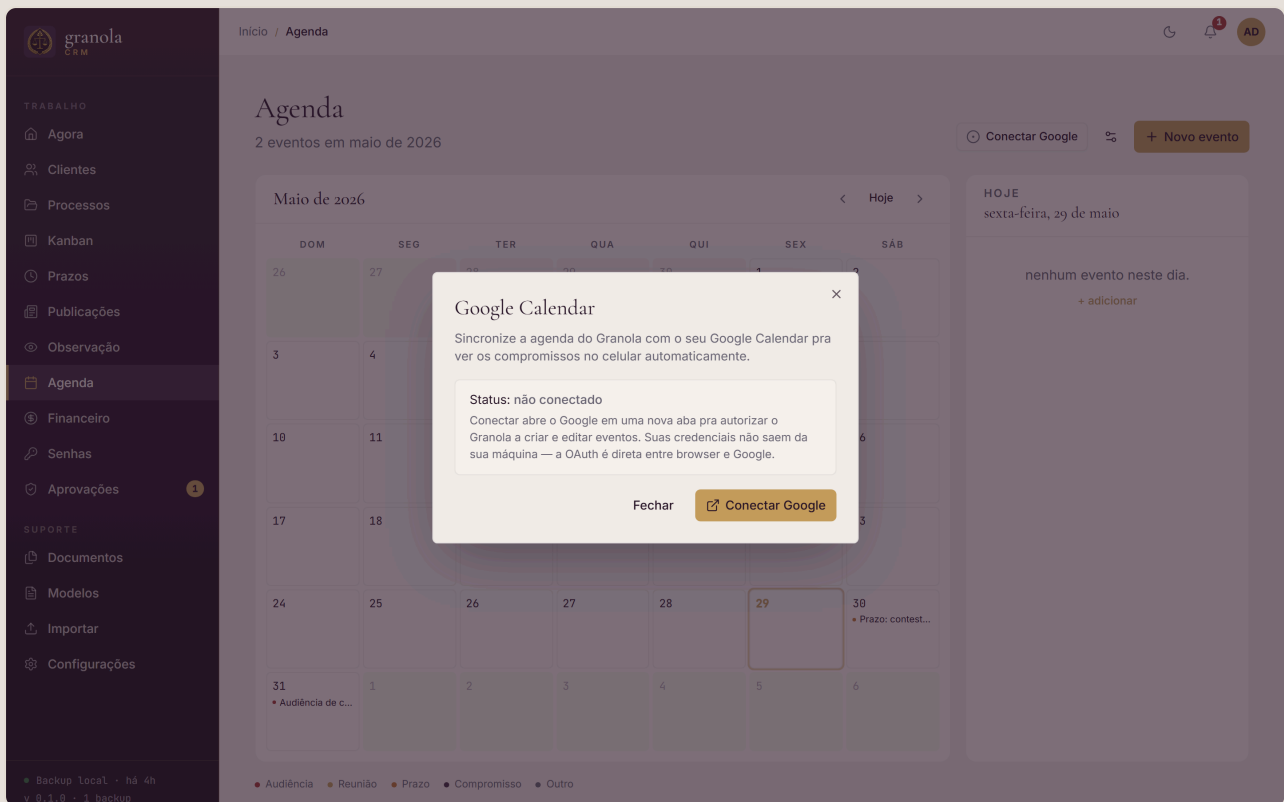 granola
CRM
Início / Agenda
1
AD
TRABALHO
Agora
Clientes
Processos
Kanban
Prazos
Publicações
Observação
Agenda
Financeiro
Senhas
Aprovações 1
SUPORTE
Documentos
Modelos
Importar
Configurações
Backup local · há 4h
v 0.1.0 · 1 backup
Agenda
2 eventos em maio de 2026
Conectar Google
+ Novo evento
Maio de 2026
Hoje
DOM SEG TER QUA QUI SEX SÁB
26 27 28 29 30 1 2
3 4
10 11
17 18
24 25 26 27 28 29 30
Prazo: contest...
31 1 2 3 4 5 6
Audiência de c...
Audiência Reunião Prazo Compromisso Outro
HOJE
sexta-feira, 29 de maio
nenhum evento neste dia.
+ adicionar
Google Calendar
Sincronize a agenda do Granola com o seu Google Calendar pra
ver os compromissos no celular automaticamente.
Status: não conectado
Conectar abre o Google em uma nova aba pra autorizar o
Granola a criar e editar eventos. Suas credenciais não saem da
sua máquina — a OAuth é direta entre browser e Google.
Fechar
Conectar Google